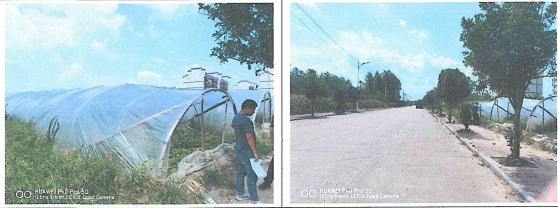 HUAWEI P40 Pro 5G
Ultra Vision LEICA Quad Camera
HUAWEI P40 Pro 5G
Ultra Vision LEICA Quad Camera